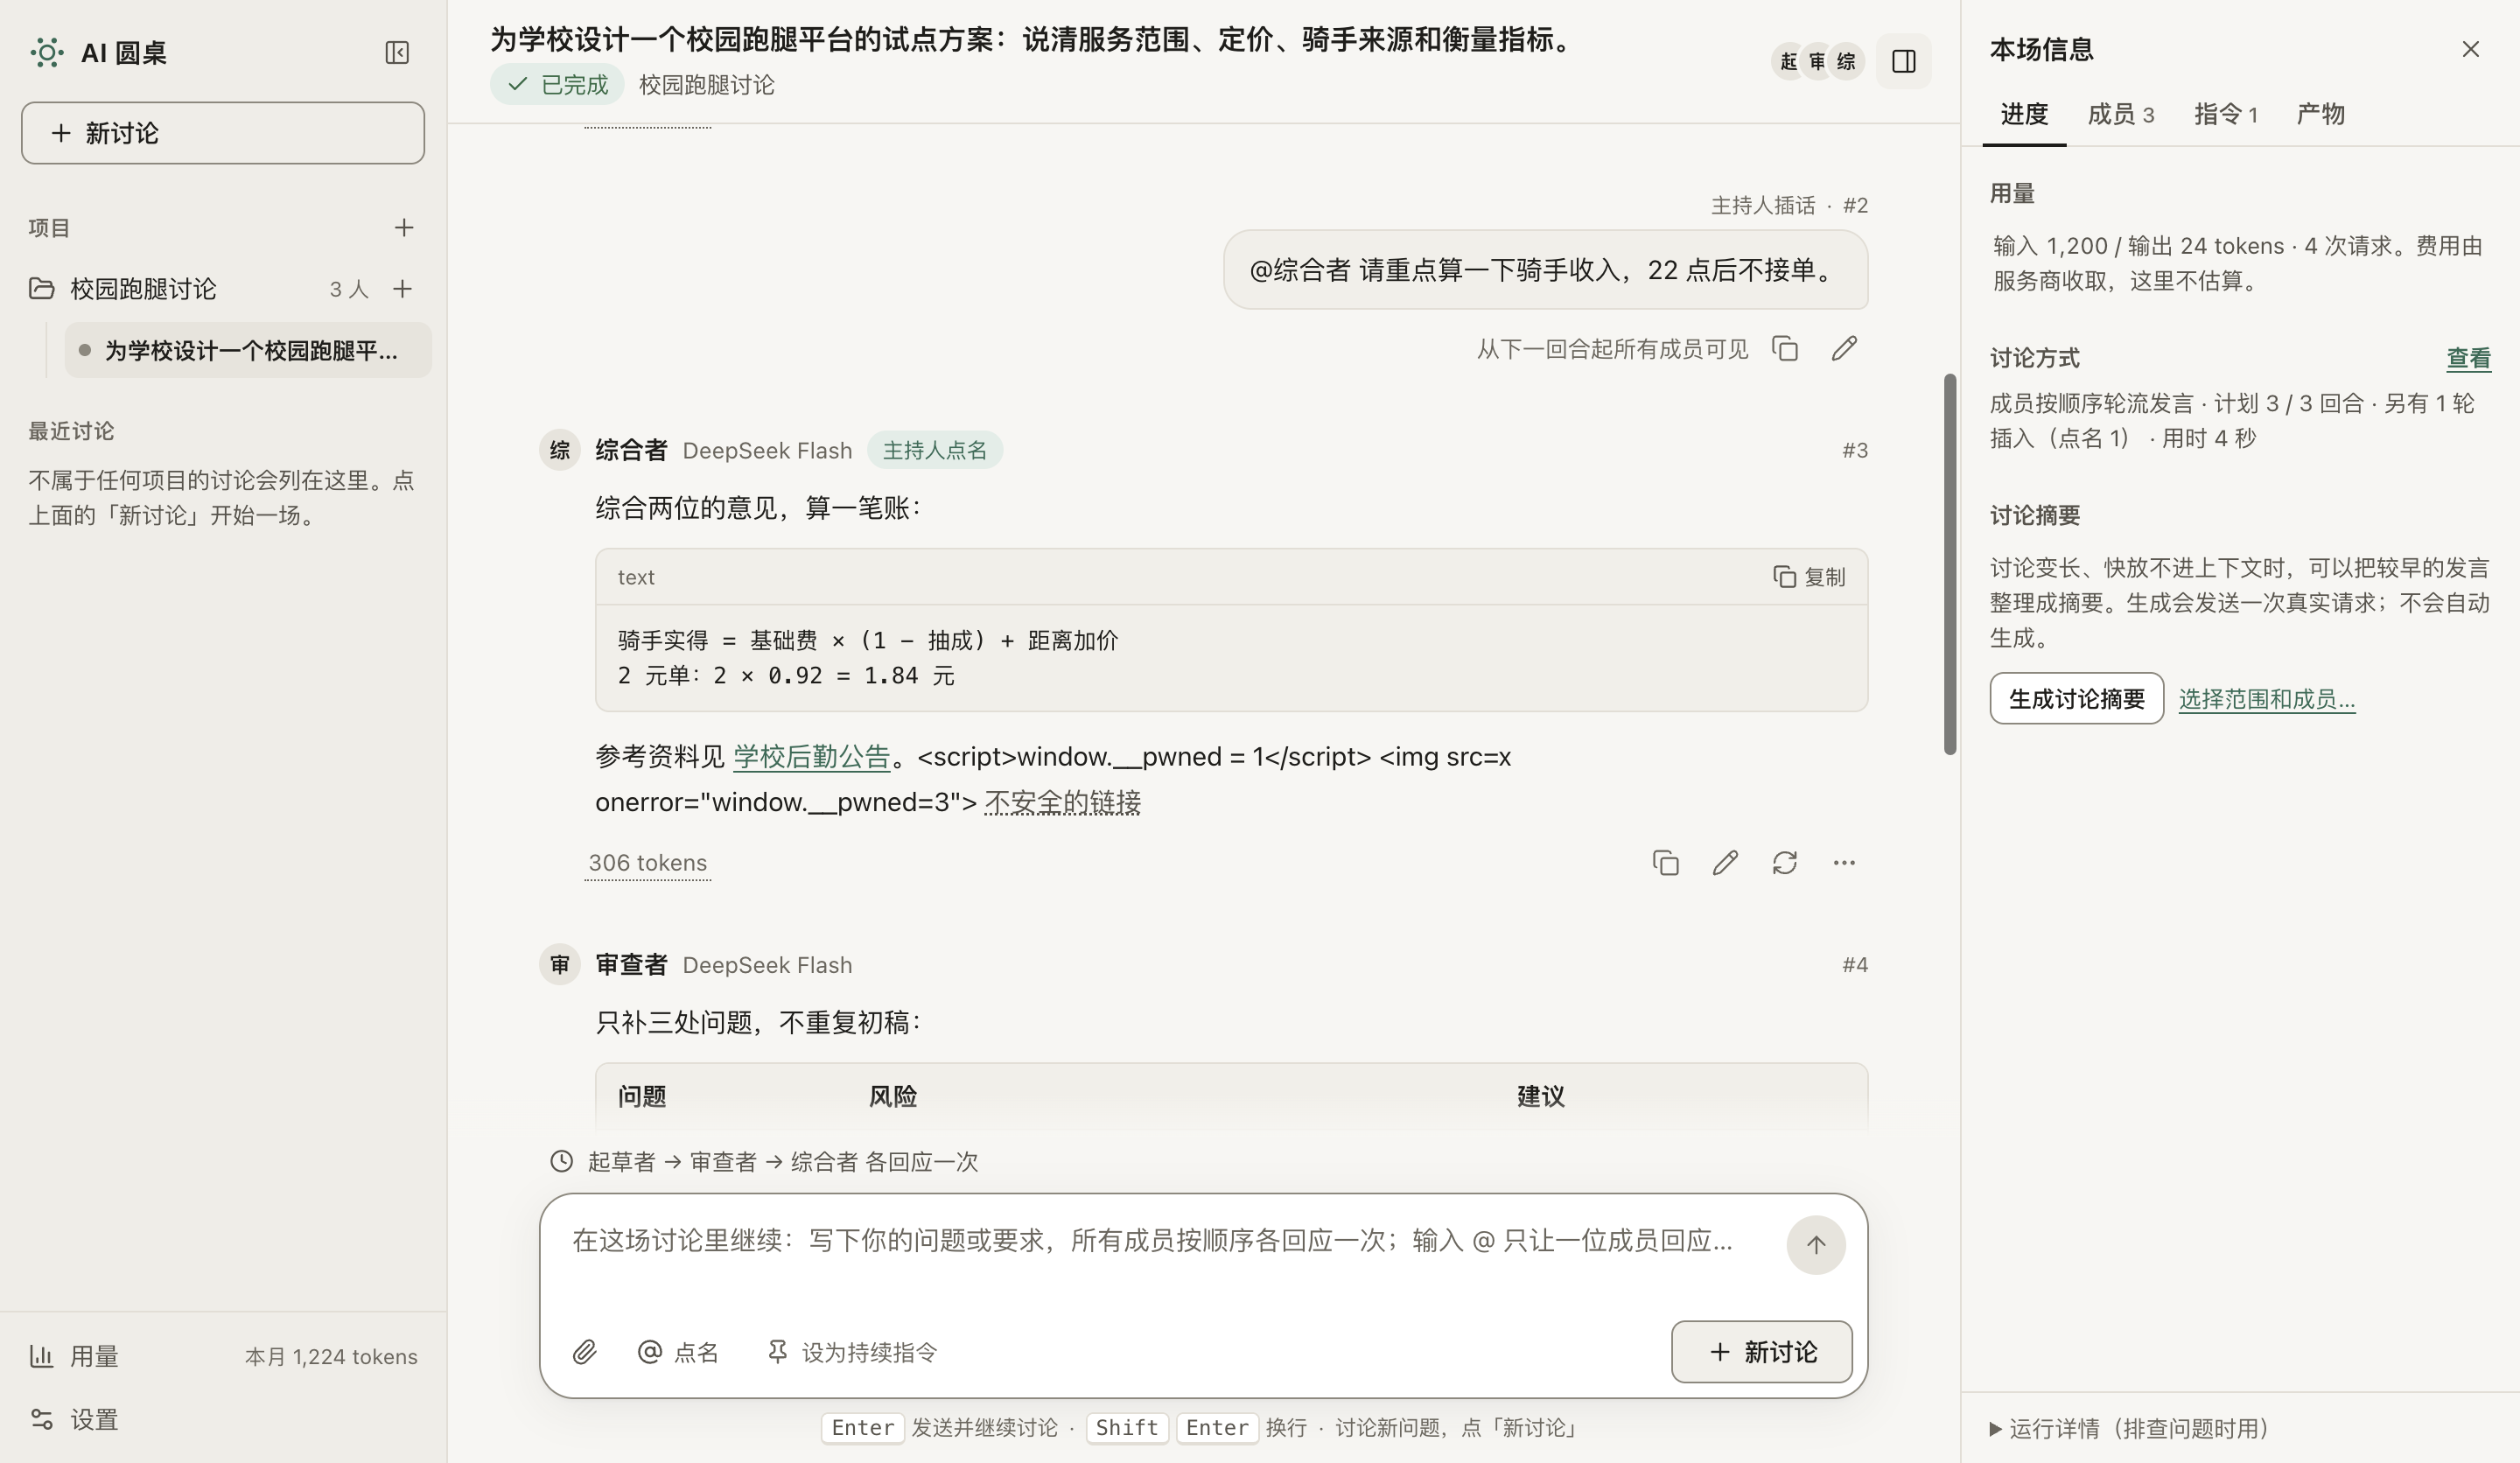 AI 圆桌
新讨论
项目
校园跑腿讨论 3 人
为学校设计一个校园跑腿平...
最近讨论
不属于任何项目的讨论会列在这里。点
上面的「新讨论」开始一场。
用量 本月 1,224 tokens
设置
为学校设计一个校园跑腿平台的试点方案：说清服务范围、定价、骑手来源和衡量指标。
已完成 校园跑腿讨论
起 审 综
主持人插话 · #2
@综合者 请重点算一下骑手收入，22 点后不接单。
从下一回合起所有成员可见
综 综合者 DeepSeek Flash 主持人点名 #3
综合两位的意见，算一笔账：
text 复制
骑手实得 = 基础费 × (1 − 抽成) + 距离加价
2 元单：2 × 0.92 = 1.84 元
参考资料见 学校后勤公告。<script>window.__pwned = 1</script> <img src=x
onerror="window.__pwned=3"> 不安全的链接
306 tokens
审 审查者 DeepSeek Flash #4
只补三处问题，不重复初稿：
问题 风险 建议
起草者 → 审查者 → 综合者 各回应一次
在这场讨论里继续：写下你的问题或要求，所有成员按顺序各回应一次；输入 @ 只让一位成员回应...
点名 设为持续指令 新讨论
Enter 发送并继续讨论 · Shift Enter 换行 · 讨论新问题，点「新讨论」
本场信息
进度 成员 3 指令 1 产物
用量
输入 1,200 / 输出 24 tokens · 4 次请求。费用由
服务商收取，这里不估算。
讨论方式 查看
成员按顺序轮流发言 · 计划 3 / 3 回合 · 另有 1 轮
插入（点名 1） · 用时 4 秒
讨论摘要
讨论变长、快放不进上下文时，可以把较早的发言
整理成摘要。生成会发送一次真实请求；不会自动
生成。
生成讨论摘要 选择范围和成员...
▶ 运行详情（排查问题时用）